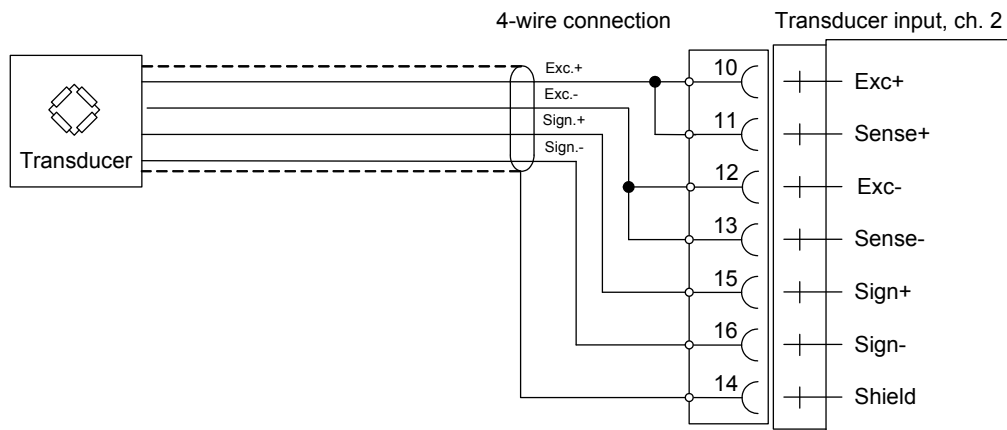 4-wire connection
Transducer input, ch. 2
Exc.+
Exc.-
Sign.+
Sign.-
Transducer
10
Exc+
11
Sense+
12
Exc-
13
Sense-
15
Sign+
16
Sign-
14
Shield